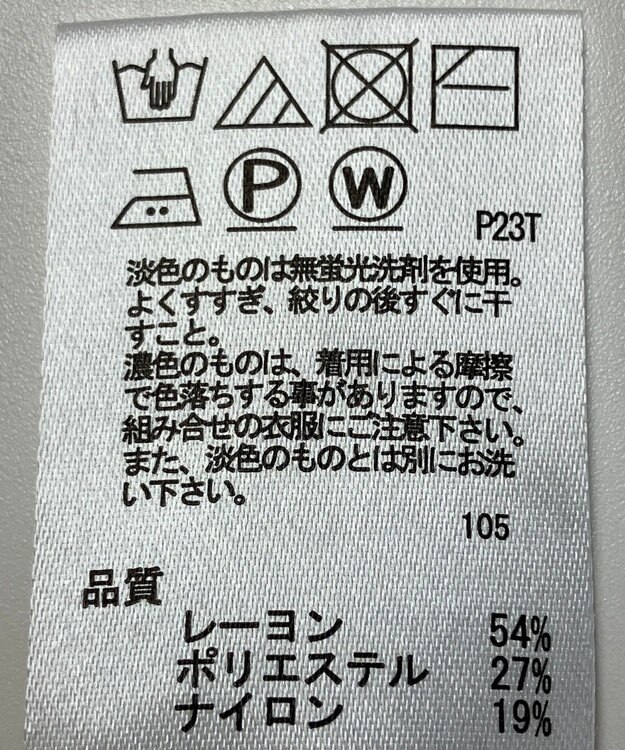 P W
P23T
淡色のものは無蛍光洗剤を使用。
よくすすぎ、絞りの後すぐに干
すこと。
濃色のものは、着用による摩擦
で色落ちする事がありますので、
組み合せの衣服にご注意下さい。
また、淡色のものとは別にお洗
い下さい。
105
品質
レーヨン 54%
ポリエステル 27%
ナイロン 19%